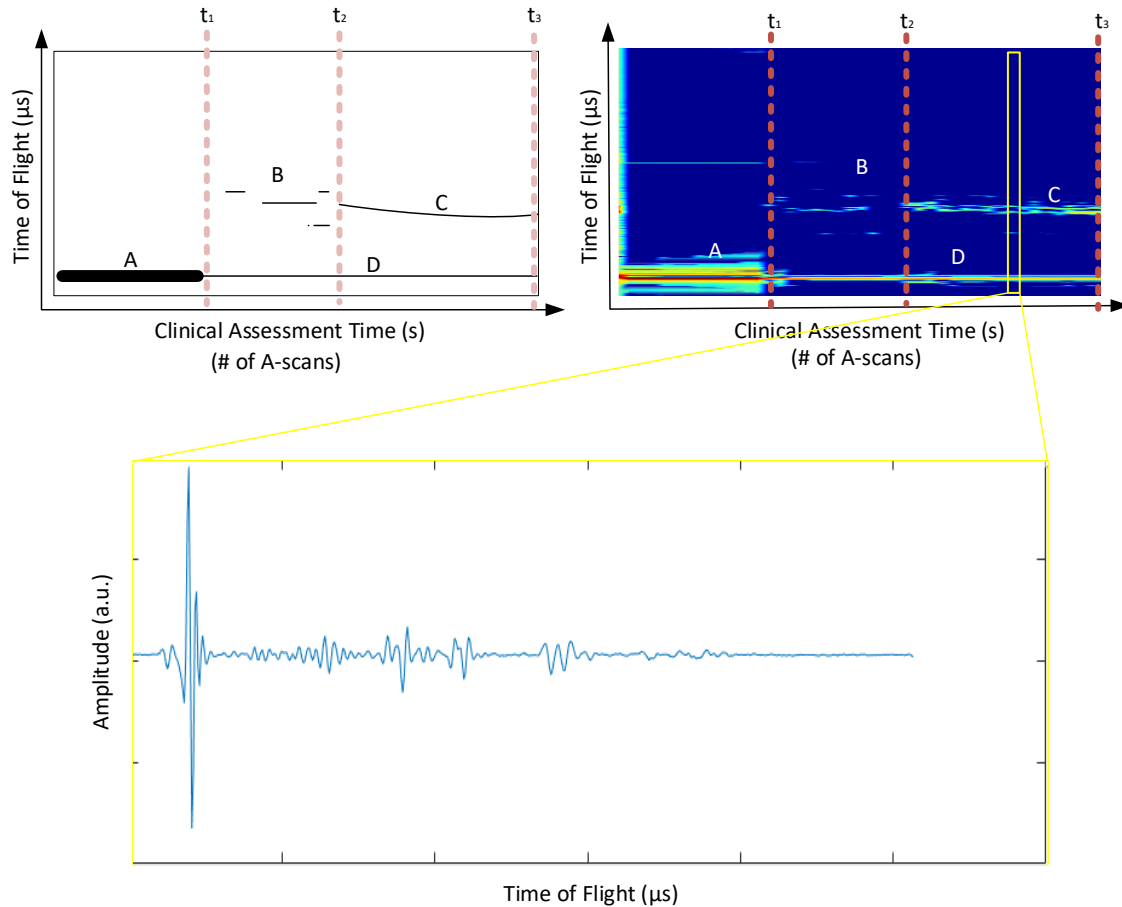 t1
t2
t3
Time of Flight (µs)
A
B
C
D
Clinical Assessment Time (s)
(# of A-scans)
t1
t2
t3
Time of Flight (µs)
A
B
C
D
Clinical Assessment Time (s)
(# of A-scans)
Amplitude (a.u.)
Time of Flight (µs)